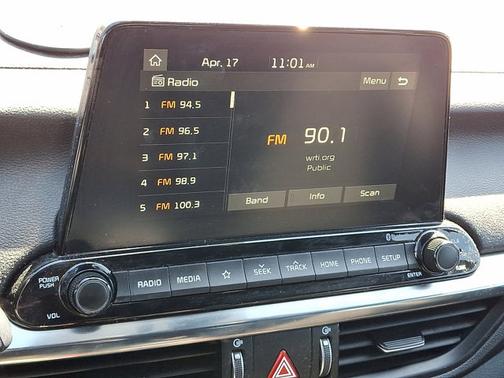 Apr. 17 11:01 AM
Radio Menu
1 FM 94.5
2 FM 96.5
3 FM 97.1
4 FM 98.9
5 FM 100.3
FM 90.1
wrti.org
Public
Band Info Scan
POWER
PUSH
VOL
RADIO MEDIA SEEK TRACK HOME PHONE SETUP
ENTER